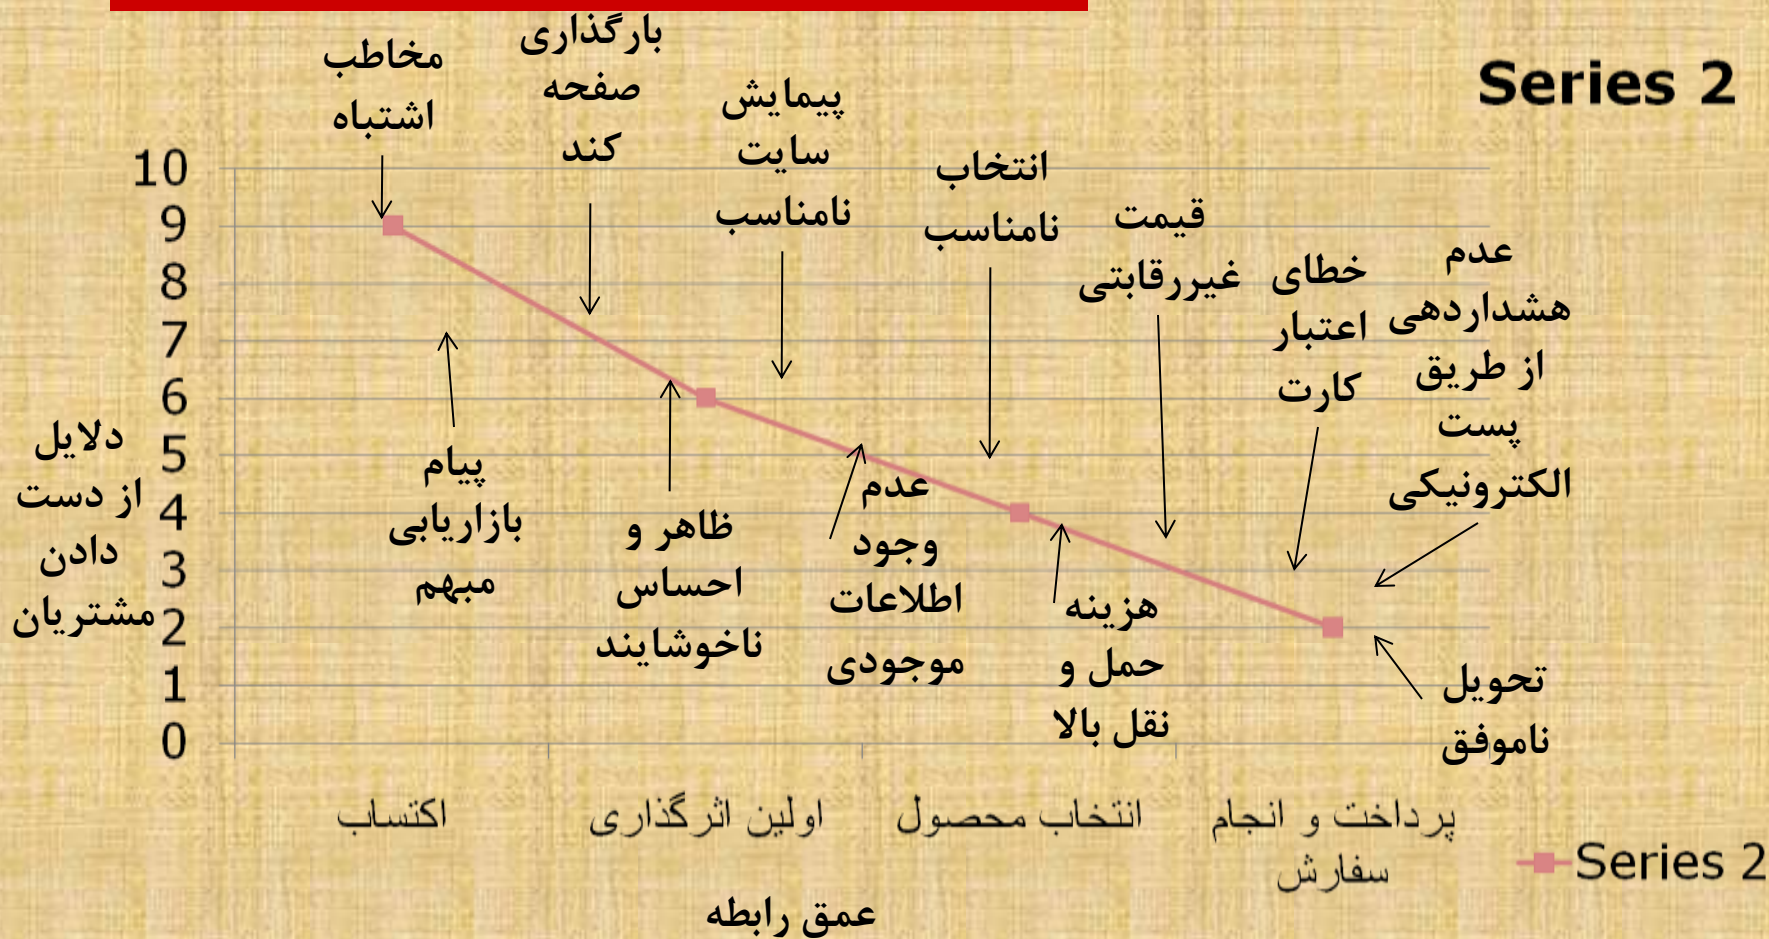 Series 2
مخاطب
اشتباه
بارگذاری
صفحه
کند
پیمایش
سایت
نامناسب
انتخاب
نامناسب
قیمت
غیررقابتی
خطای
اعتبار
کارت
عدم
هشداردهی
از طریق
پست
الکترونیکی
10
9
8
7
6
5
4
3
2
1
0
دلایل
از دست
دادن
مشتریان
پیام
بازاریابی
مبهم
ظاهر و
احساس
ناخوشایند
عدم
وجود
اطلاعات
موجودی
هزینه
حمل و
نقل بالا
تحویل
ناموفق
اکتساب
اولین اثرگذاری
انتخاب محصول
پرداخت و انجام
سفارش
Series 2
عمق رابطه